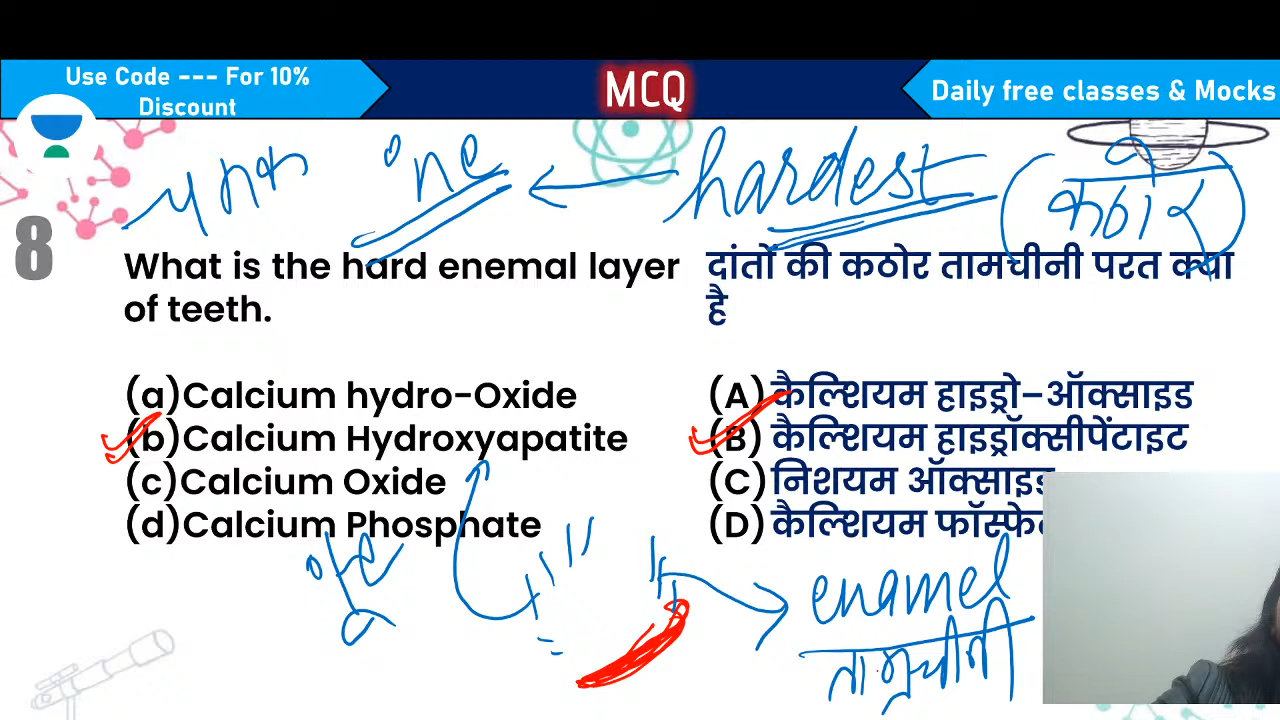 Use Code --- For 10%
Discount
MCQ
Daily free classes & Mocks
hardest
कठोर
8
What is the hard enemal layer
of teeth.
दांतों की कठोर तामचीनी परत क्या
है
(a)Calcium hydro-Oxide
(b)Calcium Hydroxyapatite
(c)Calcium Oxide
(d)Calcium Phosphate
(A) कैल्शियम हाइड्रो–ऑक्साइड
(B) कैल्शियम हाइड्रॉक्सीपेंटाइट
(C) निशयम ऑक्साइड
(D) कैल्शियम फॉस्फे
enamel
तामचीनी